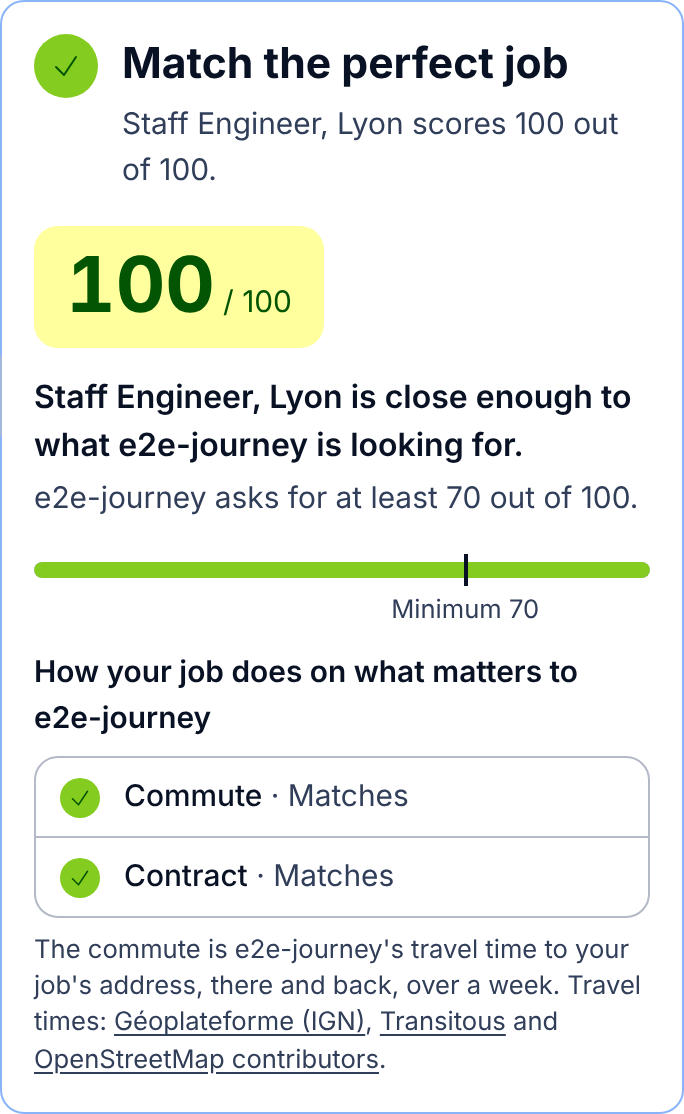 Match the perfect job
Staff Engineer, Lyon scores 100 out
of 100.
100 / 100
Staff Engineer, Lyon is close enough to
what e2e-journey is looking for.
e2e-journey asks for at least 70 out of 100.
Minimum 70
How your job does on what matters to
e2e-journey
Commute · Matches
Contract · Matches
The commute is e2e-journey's travel time to your
job's address, there and back, over a week. Travel
times: Géoplateforme (IGN), Transitous and
OpenStreetMap contributors.